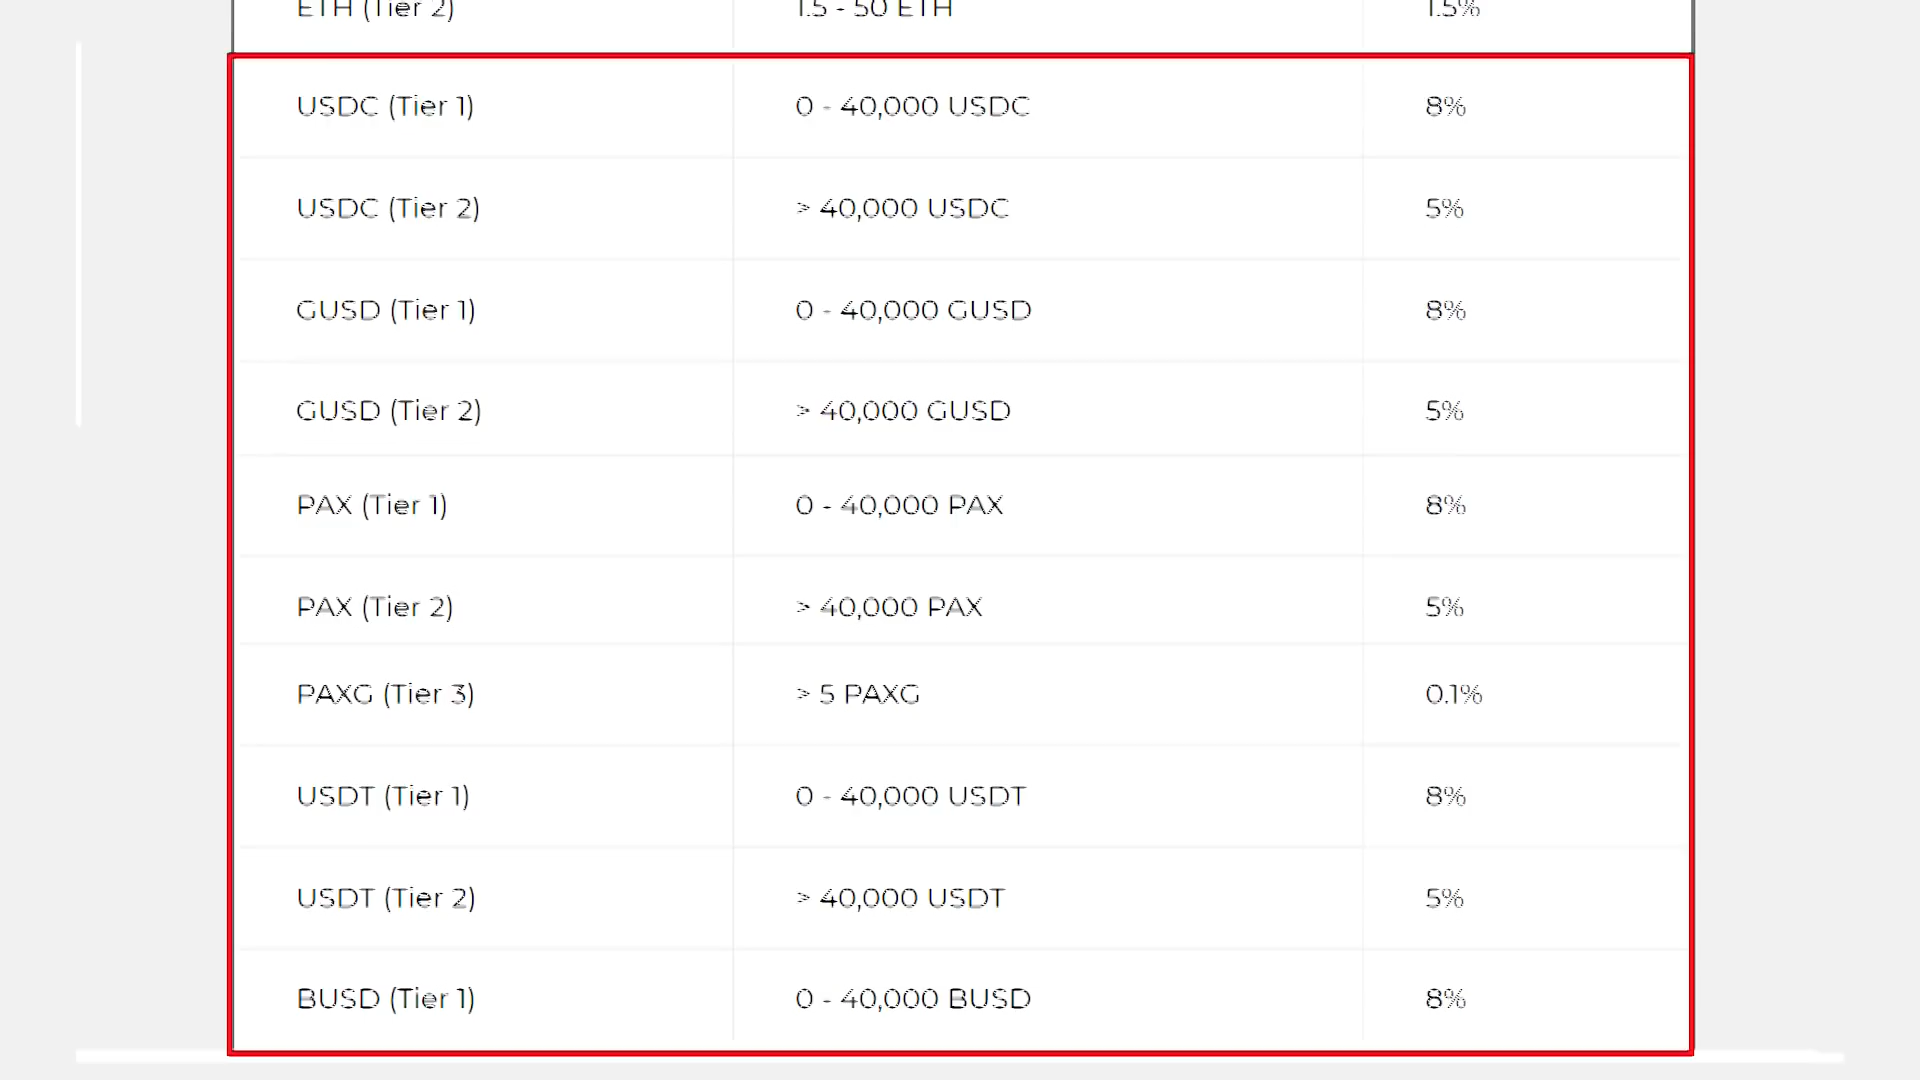 ETH (Tier 2) 1.5 - 50 ETH 1.5%
USDC (Tier 1) 0 - 40,000 USDC 8%
USDC (Tier 2) > 40,000 USDC 5%
GUSD (Tier 1) 0 - 40,000 GUSD 8%
GUSD (Tier 2) > 40,000 GUSD 5%
PAX (Tier 1) 0 - 40,000 PAX 8%
PAX (Tier 2) > 40,000 PAX 5%
PAXG (Tier 3) > 5 PAXG 0.1%
USDT (Tier 1) 0 - 40,000 USDT 8%
USDT (Tier 2) > 40,000 USDT 5%
BUSD (Tier 1) 0 - 40,000 BUSD 8%